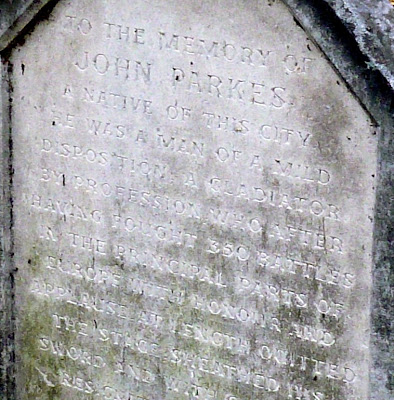 TO THE MEMORY OF
JOHN PARKES
A NATIVE OF THIS CITY
HE WAS A MAN OF A MILD
DISPOSITION, A GLADIATOR
BY PROFESSION, WHO AFTER
HAVING FOUGHT 350 BATTLES
IN THE PRINCIPAL PARTS OF
EUROPE WITH HONOUR AND
APPLAUSE AT LENGTH QUITTED
THE STAGE, SHEATHED HIS
SWORD AND WITH